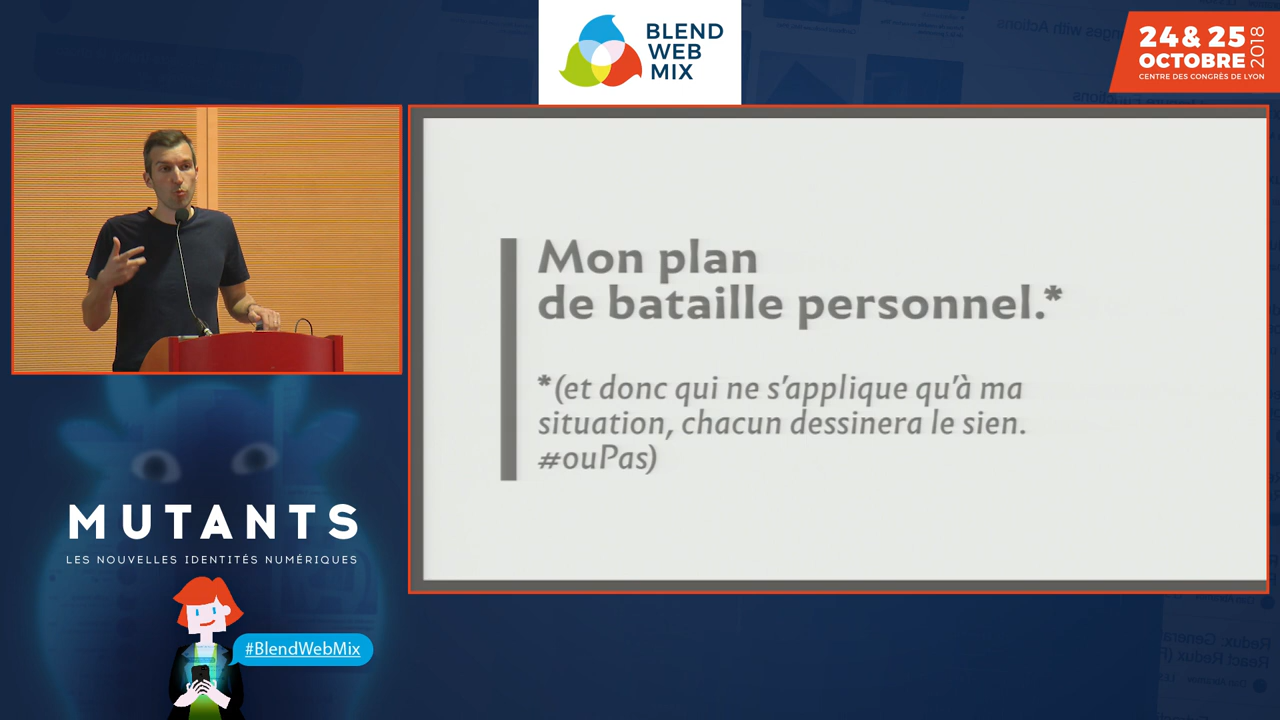 BLEND
WEB
MIX
24 & 25
OCTOBRE
2018
CENTRE DES CONGRÈS DE LYON
Mon plan
de bataille personnel.*
*(et donc qui ne s'applique qu'à ma
situation, chacun dessinera le sien.
#ouPas)
MUTANTS
LES NOUVELLES IDENTITÉS NUMÉRIQUES
#BlendWebMix